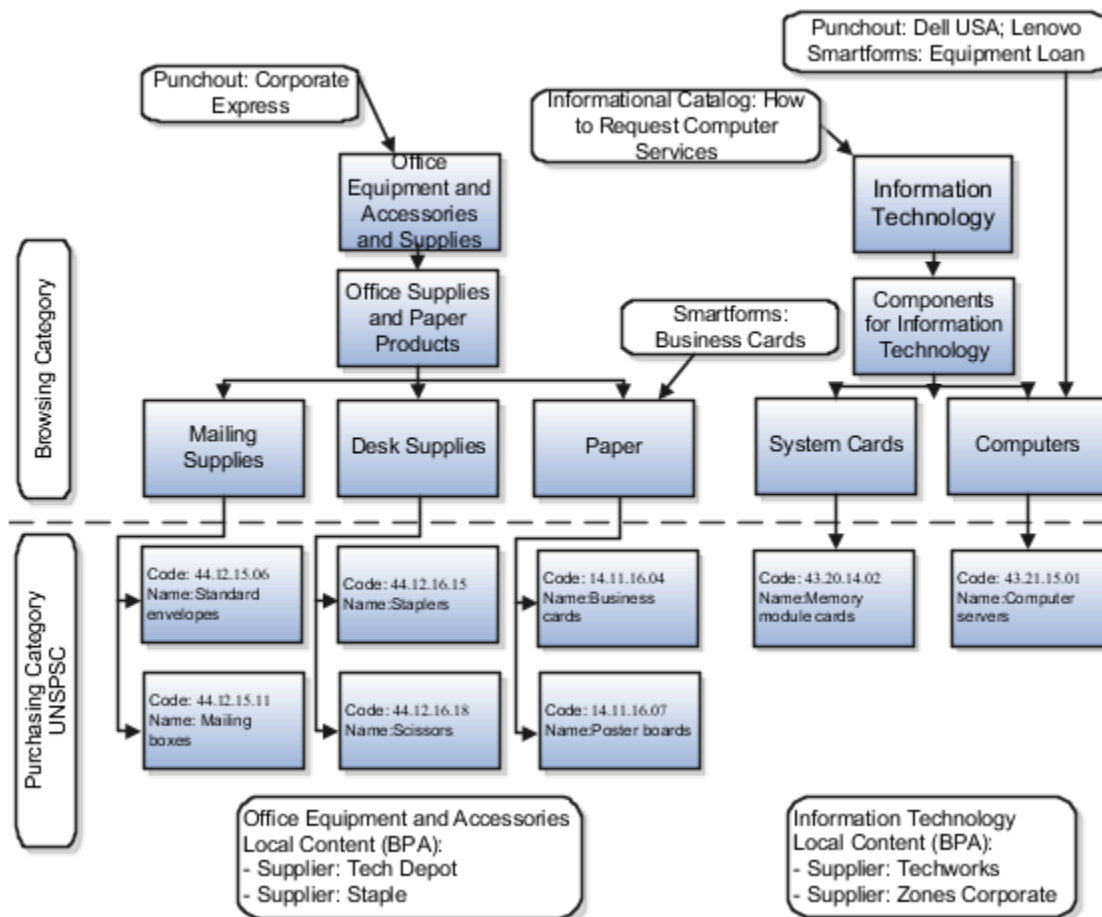 Punchout: Dell USA; Lenovo
Smartforms: Equipment Loan
Punchout: Corporate
Express
Informational Catalog: How
to Request Computer
Services
Office
Equipment and
Accessories
and Supplies
Information
Technology
Browsing Category
Office Supplies
and Paper
Products
Smartforms:
Business Cards
Components
for Information
Technology
Mailing
Supplies
Desk Supplies
Paper
System Cards
Computers
Purchasing Category
UNSPSC
Code: 44.12.15.06
Name:Standard
envelopes
Code: 44.12.16.15
Name:Staplers
Code: 14.11.16.04
Name:Business
cards
Code: 43.20.14.02
Name:Memory
module cards
Code: 43.21.15.01
Name:Computer
servers
Code: 44.12.15.11
Name: Mailing
boxes
Code: 44.12.16.18
Name:Scissors
Code: 14.11.16.07
Name:Poster boards
Office Equipment and Accessories
Local Content (BPA):
- Supplier: Tech Depot
- Supplier: Staple
Information Technology
Local Content (BPA):
- Supplier: Techworks
- Supplier: Zones Corporate